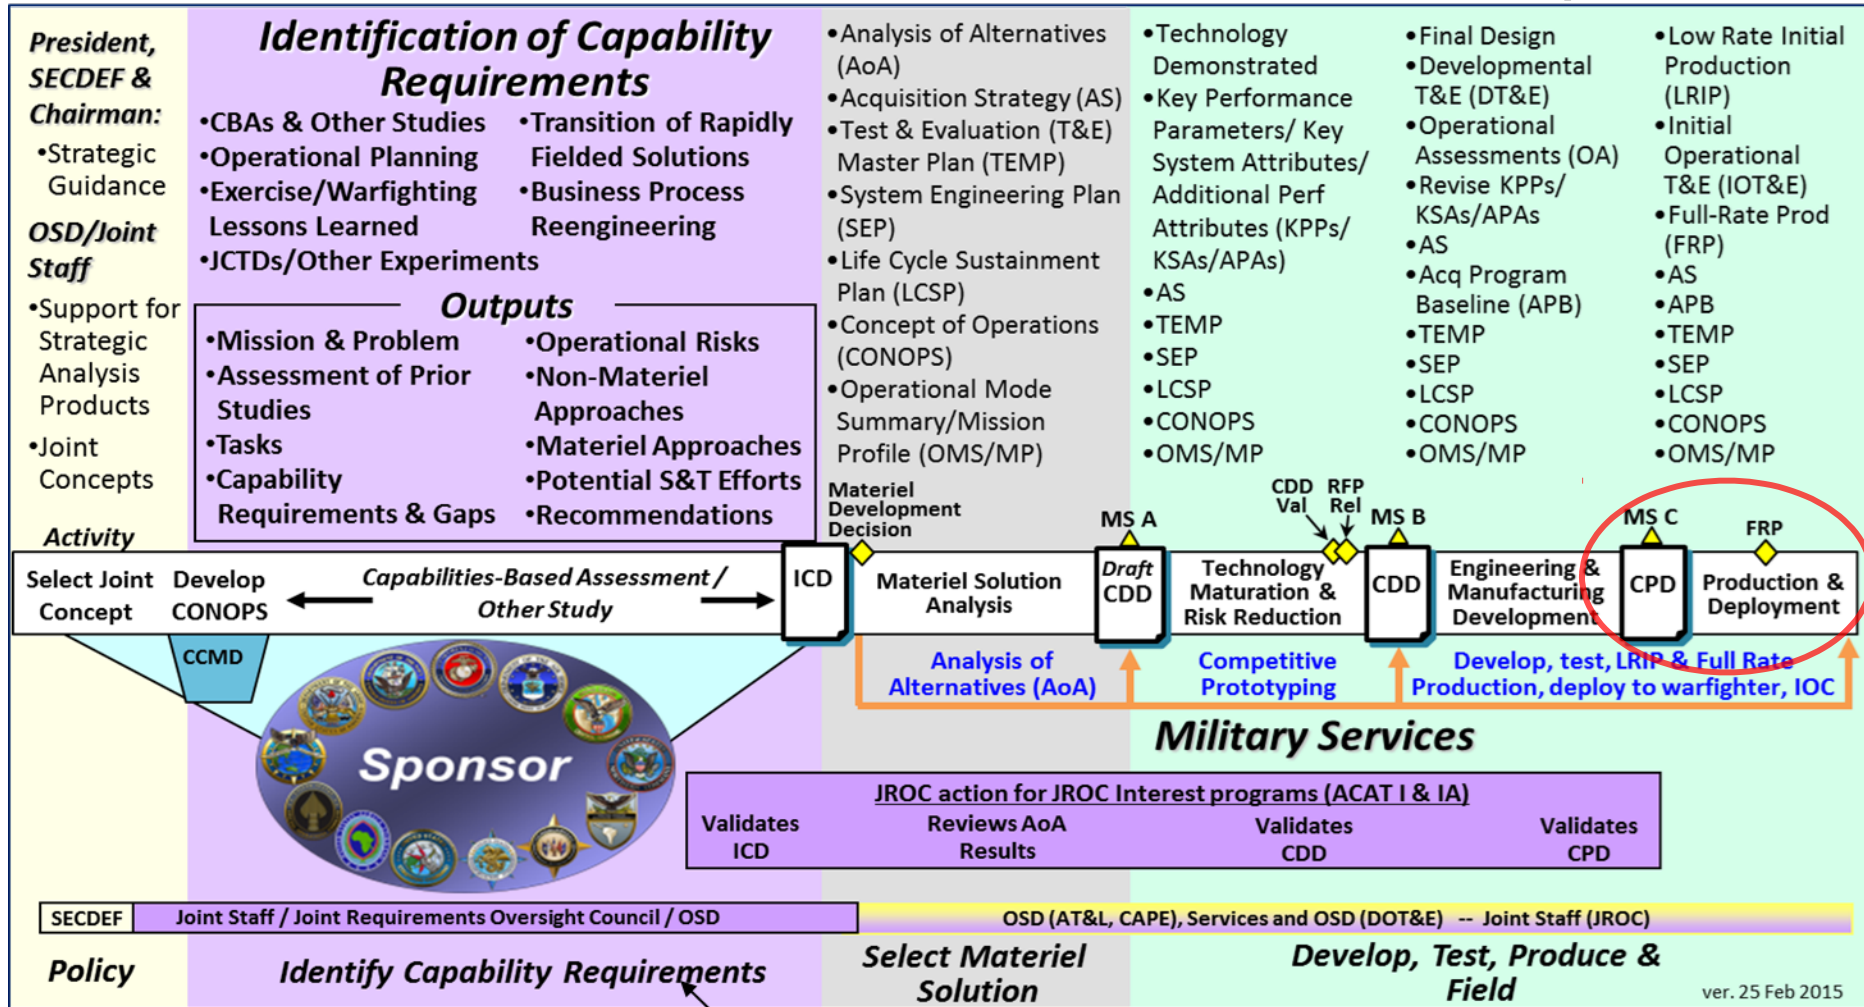 President,
SECDEF &
Chairman:
•Strategic
Guidance
OSD/Joint
Staff
•Support for
Strategic
Analysis
Products
•Joint
Concepts
Identification of Capability
Requirements
•CBAs & Other Studies
•Operational Planning
•Exercise/Warfighting
Lessons Learned
•JCTDs/Other Experiments
•Transition of Rapidly
Fielded Solutions
•Business Process
Reengineering
Outputs
•Mission & Problem
•Assessment of Prior
Studies
•Tasks
•Capability
Requirements & Gaps
•Operational Risks
•Non-Materiel
Approaches
•Materiel Approaches
•Potential S&T Efforts
•Recommendations
•Analysis of Alternatives
(AoA)
•Acquisition Strategy (AS)
•Test & Evaluation (T&E)
Master Plan (TEMP)
•System Engineering Plan
(SEP)
•Life Cycle Sustainment
Plan (LCSP)
•Concept of Operations
(CONOPS)
•Operational Mode
Summary/Mission
Profile (OMS/MP)
•Technology
Demonstrated
•Key Performance
Parameters/ Key
System Attributes/
Additional Perf
Attributes (KPPs/
KSAs/APAs)
•AS
•TEMP
•SEP
•LCSP
•CONOPS
•OMS/MP
•Final Design
•Developmental
T&E (DT&E)
•Operational
Assessments (OA)
•Revise KPPs/
KSAs/APAs
•AS
•Acq Program
Baseline (APB)
•TEMP
•SEP
•LCSP
•CONOPS
•OMS/MP
•Low Rate Initial
Production
(LRIP)
•Initial
Operational
T&E (IOT&E)
•Full-Rate Prod
(FRP)
•AS
•APB
•TEMP
•SEP
•LCSP
•CONOPS
•OMS/MP
Materiel
Development
Decision
MS A
CDD
Val
RFP
Rel
MS B
MS C
FRP
Activity
Select Joint
Concept
Develop
CONOPS
Capabilities-Based Assessment /
Other Study
ICD
Materiel Solution
Analysis
Draft
CDD
Technology
Maturation &
Risk Reduction
CDD
Engineering &
Manufacturing
Development
CPD
Production &
Deployment
CCMD
Analysis of
Alternatives (AoA)
Competitive
Prototyping
Develop, test, LRIP & Full Rate
Production, deploy to warfighter, IOC
Sponsor
Military Services
JROC action for JROC Interest programs (ACAT I & IA)
Validates
ICD
Reviews AoA
Results
Validates
CDD
Validates
CPD
SECDEF
Joint Staff / Joint Requirements Oversight Council / OSD
OSD (AT&L, CAPE), Services and OSD (DOT&E) -- Joint Staff (JROC)
Policy
Identify Capability Requirements
Select Materiel
Solution
Develop, Test, Produce &
Field
ver. 25 Feb 2015